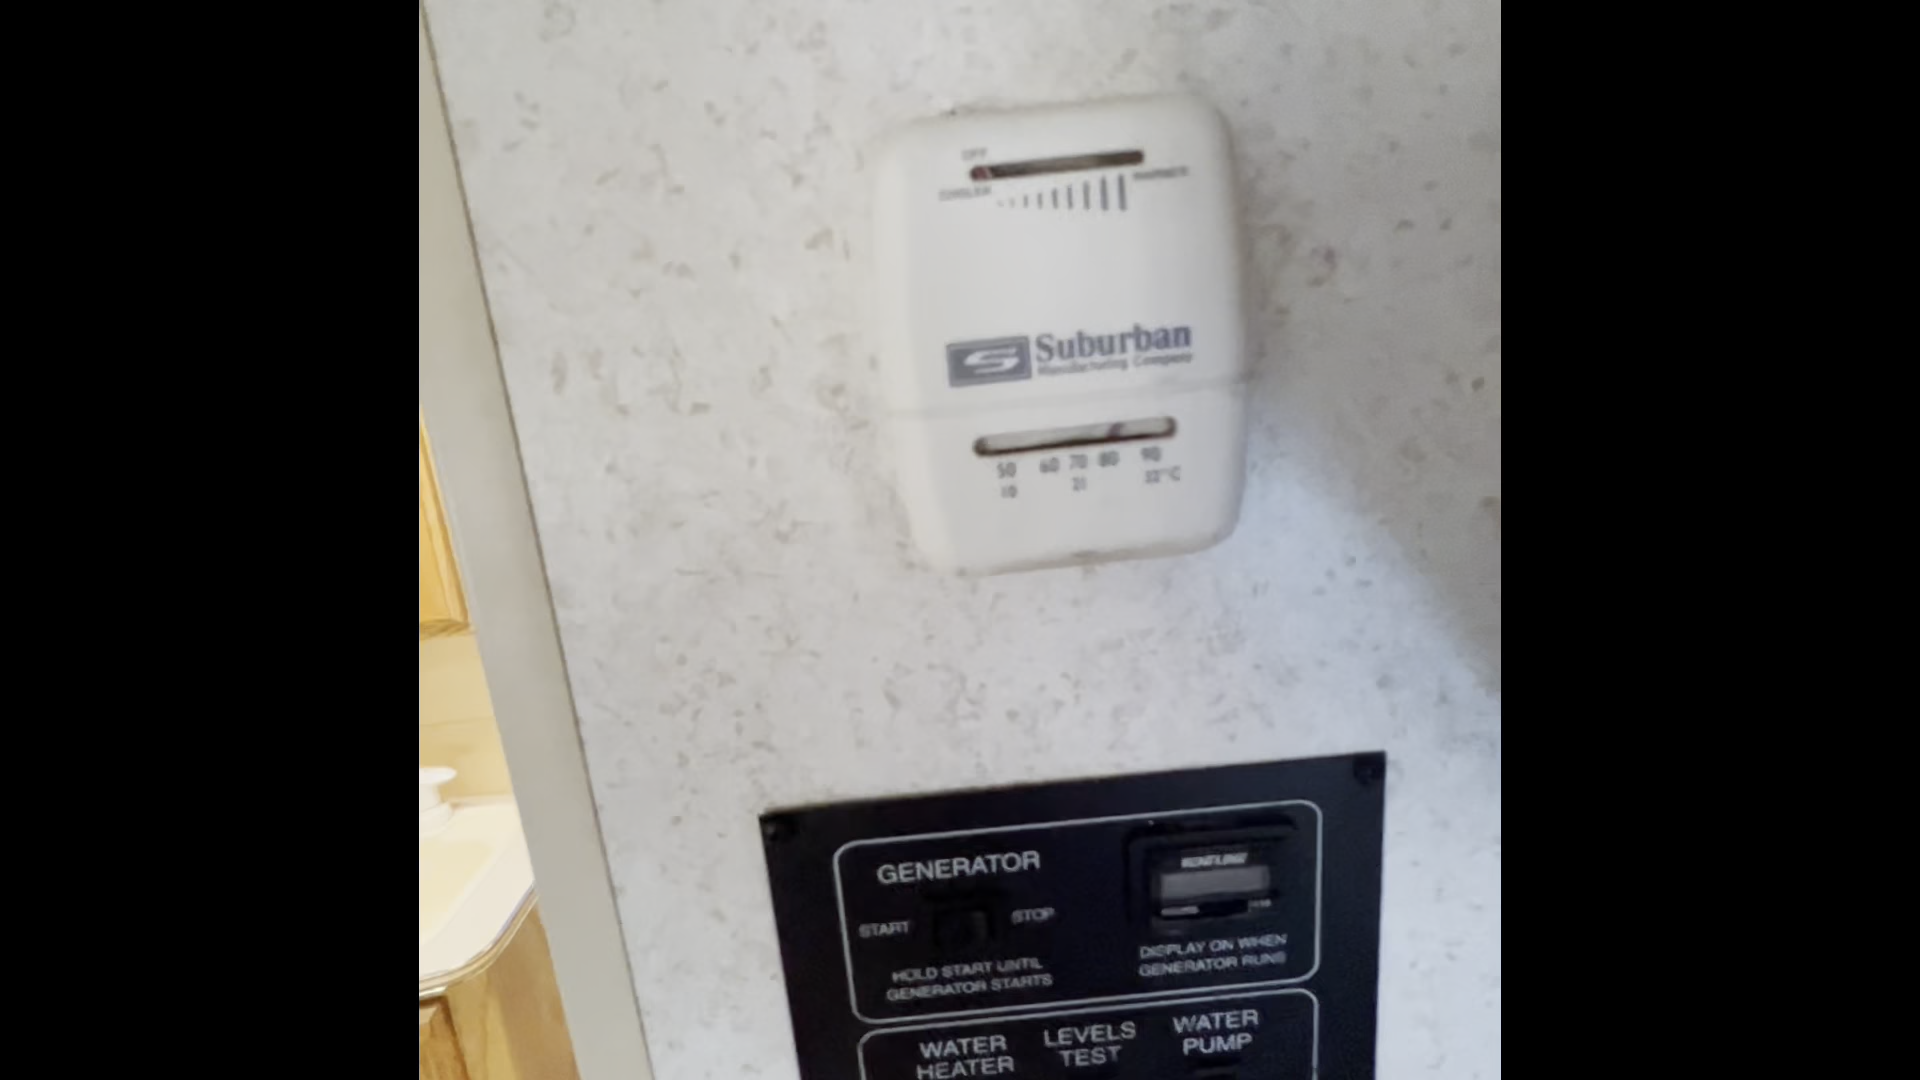 OFF
COOLER WARMER
Suburban
Manufacturing Company
50 60 70 80 90
10 21 32°C
GENERATOR
START STOP
HOLD START UNTIL
GENERATOR STARTS
DISPLAY ON WHEN
GENERATOR RUNS
WATER
HEATER
LEVELS
TEST
WATER
PUMP